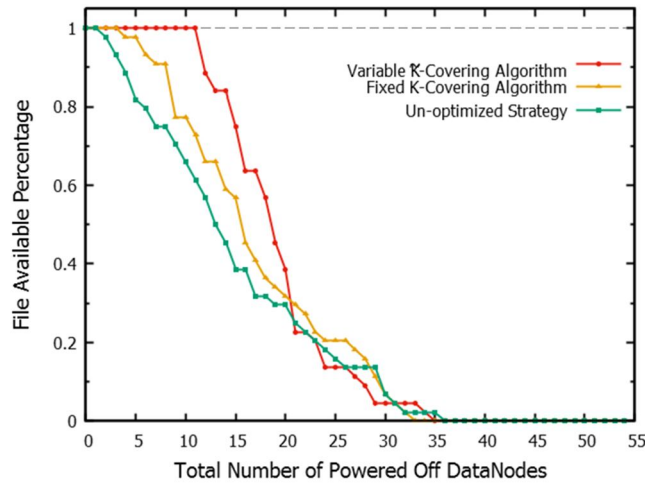 1
0.8
0.6
0.4
0.2
0
0 5 10 15 20 25 30 35 40 45 50 55
File Available Percentage
Total Number of Powered Off DataNodes
Variable K-Covering Algorithm
Fixed K-Covering Algorithm
Un-optimized Strategy